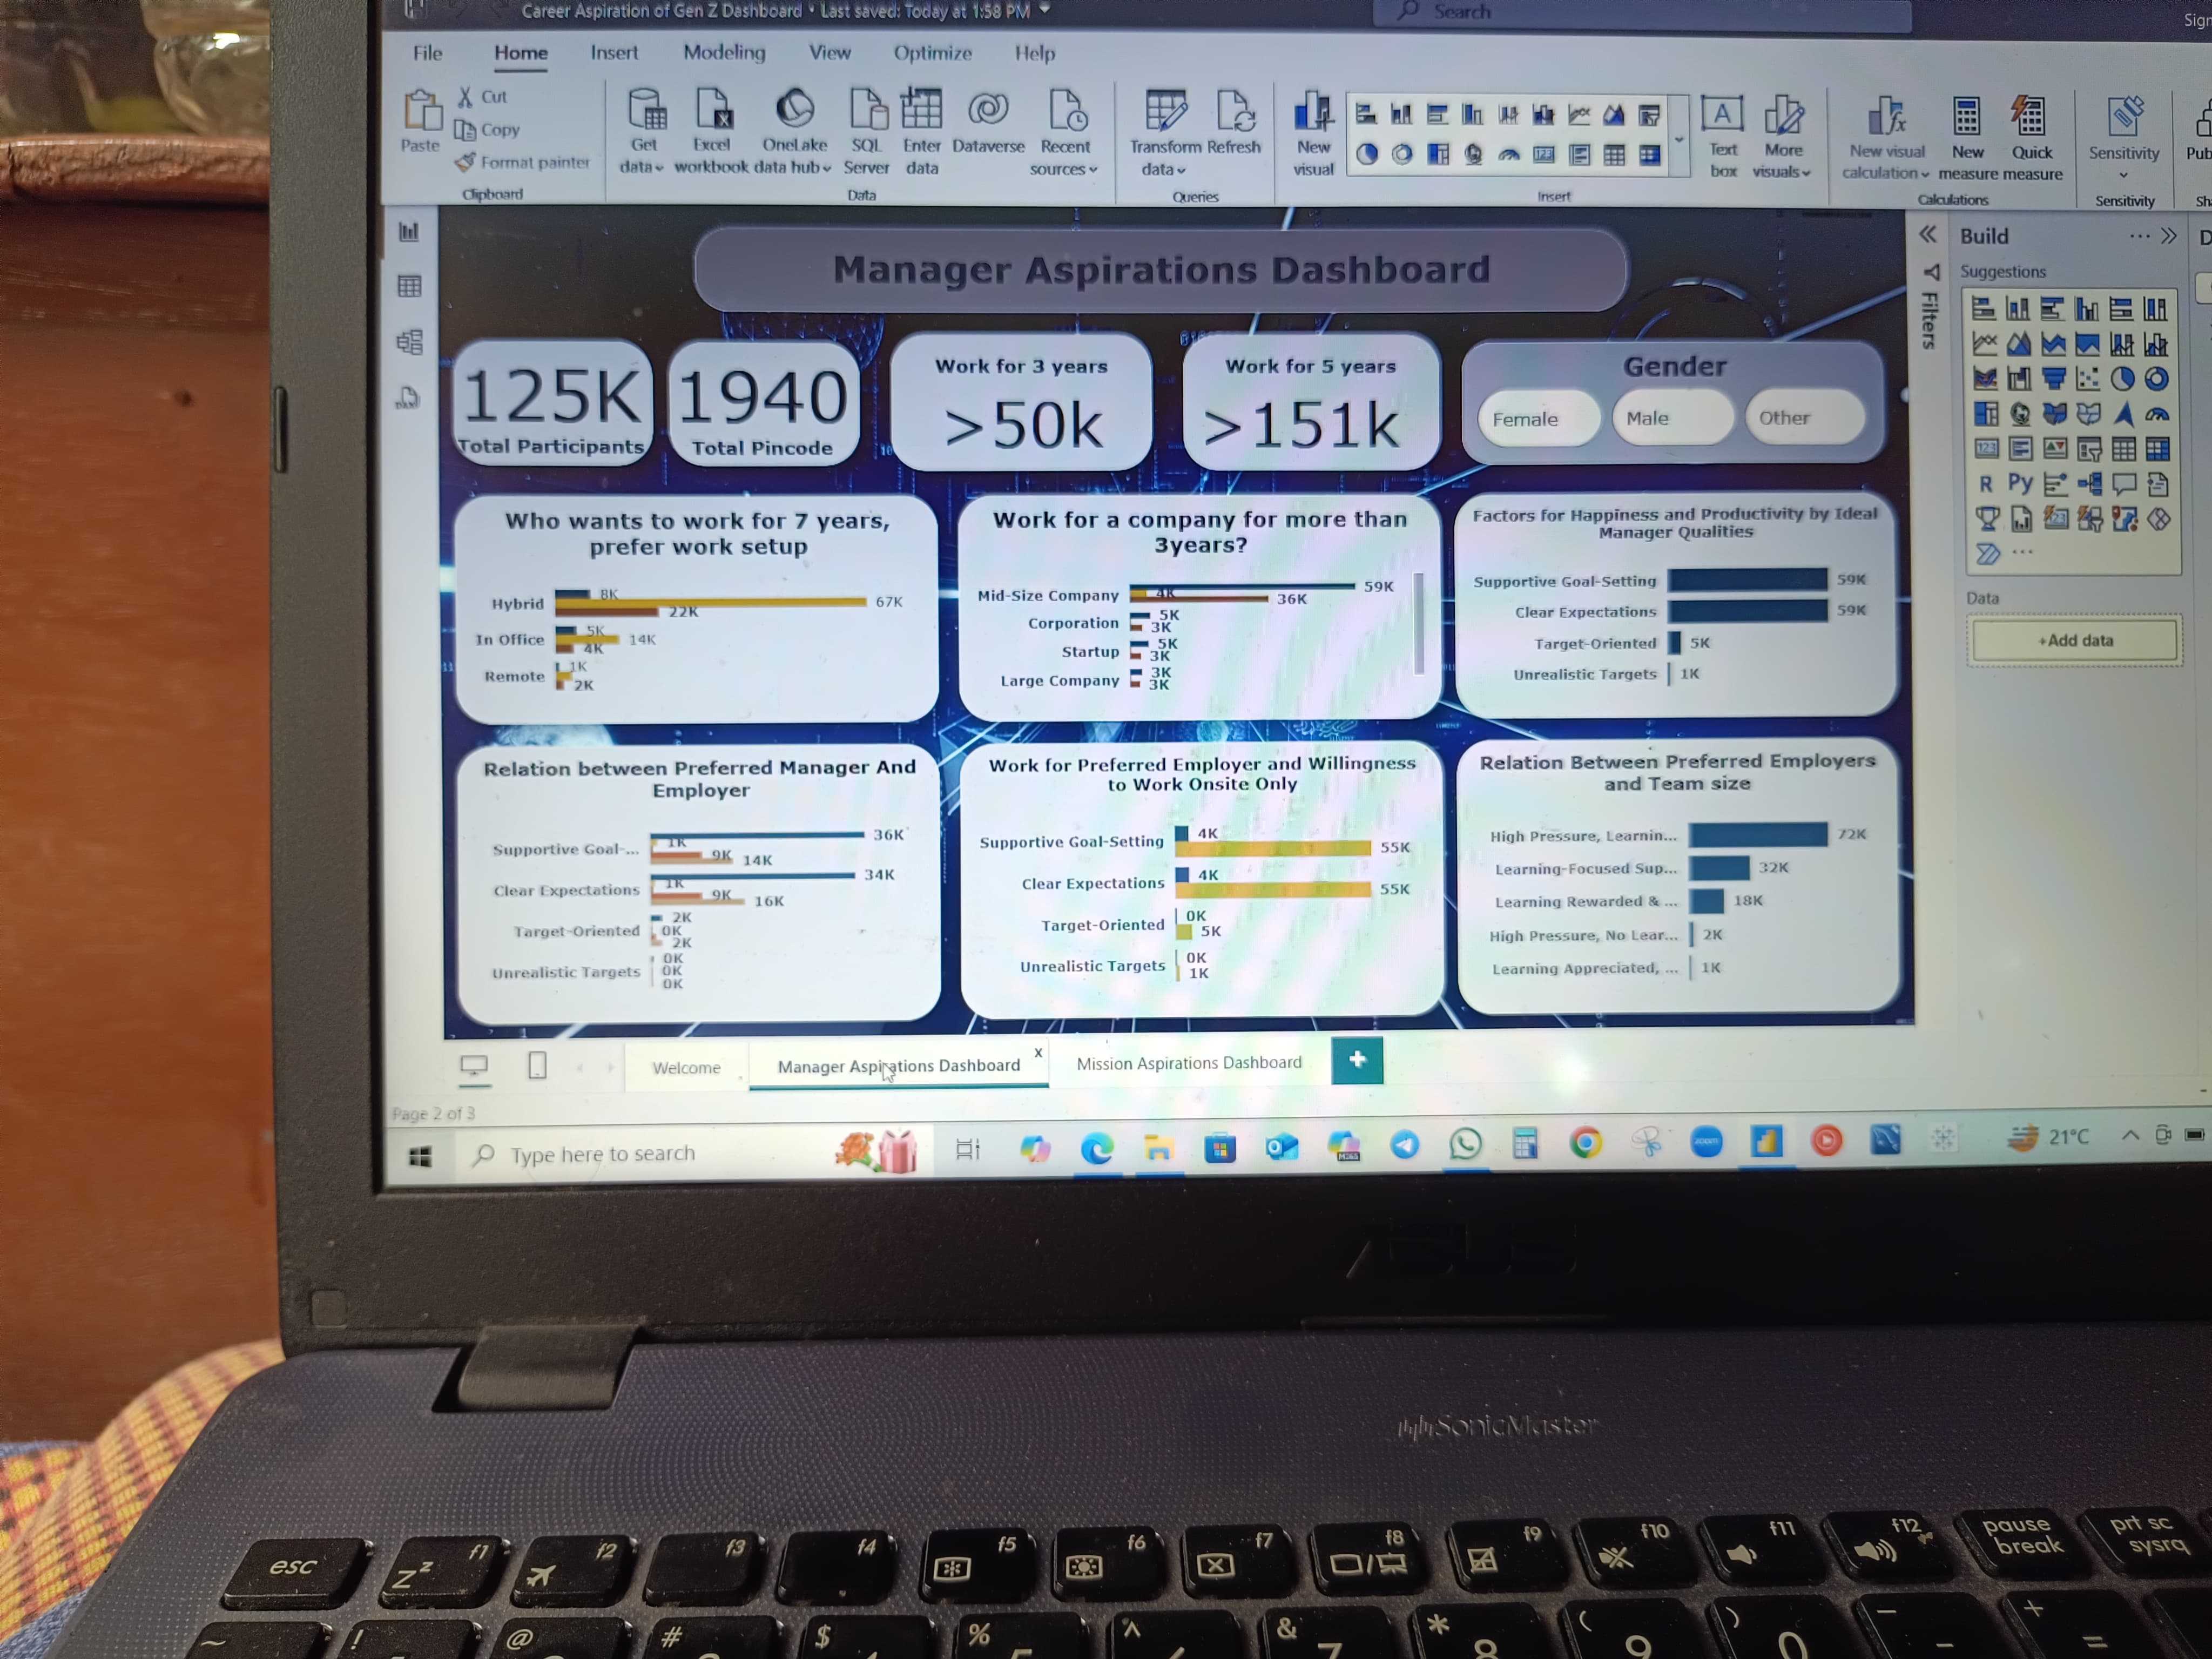 Career Aspiration of Gen Z Dashboard • Last saved: Today at 1:58 PM
Search
Sign
File Home Insert Modeling View Optimize Help
Paste
Cut
Copy
Format painter
Clipboard
Get data
Excel workbook
OneLake data hub
SQL Server
Enter data
Dataverse
Recent sources
Data
Transform data
Refresh
Queries
New visual
Text box
More visuals
Insert
New visual calculation
New measure
Quick measure
Calculations
Sensitivity
Sensitivity
Pub
Sh
Manager Aspirations Dashboard
125K
Total Participants
1940
Total Pincode
Work for 3 years
>50k
Work for 5 years
>151k
Gender
Female Male Other
Who wants to work for 7 years,
prefer work setup
Hybrid 8K 67K 22K
In Office 5K 14K 4K
Remote 1K 2K
Work for a company for more than
3years?
Mid-Size Company 59K 4K 36K
Corporation 5K 3K
Startup 5K 3K
Large Company 3K 3K
Factors for Happiness and Productivity by Ideal
Manager Qualities
Supportive Goal-Setting 59K
Clear Expectations 59K
Target-Oriented 5K
Unrealistic Targets 1K
Relation between Preferred Manager And
Employer
Supportive Goal-... 36K 1K 9K 14K
Clear Expectations 34K 1K 9K 16K
Target-Oriented 2K 0K 2K
Unrealistic Targets 0K 0K 0K
Work for Preferred Employer and Willingness
to Work Onsite Only
Supportive Goal-Setting 4K 55K
Clear Expectations 4K 55K
Target-Oriented 0K 5K
Unrealistic Targets 0K 1K
Relation Between Preferred Employers
and Team size
High Pressure, Learnin... 72K
Learning-Focused Sup... 32K
Learning Rewarded & ... 18K
High Pressure, No Lear... 2K
Learning Appreciated, ... 1K
Filters
Build
D
Suggestions
123
R Py
Data
+Add data
Welcome
Manager Aspirations Dashboard x
Mission Aspirations Dashboard
+
Page 2 of 3
Type here to search
M365
zoom
21°C
ASUS
SonicMaster
esc
f1 f2 f3 f4 f5 f6 f7 f8 f9 f10 f11 f12
zz
pause
break
prt sc
sysrq
~ ! @ # $ % ^ & * ( ) _ +
7 8 9 0 - =